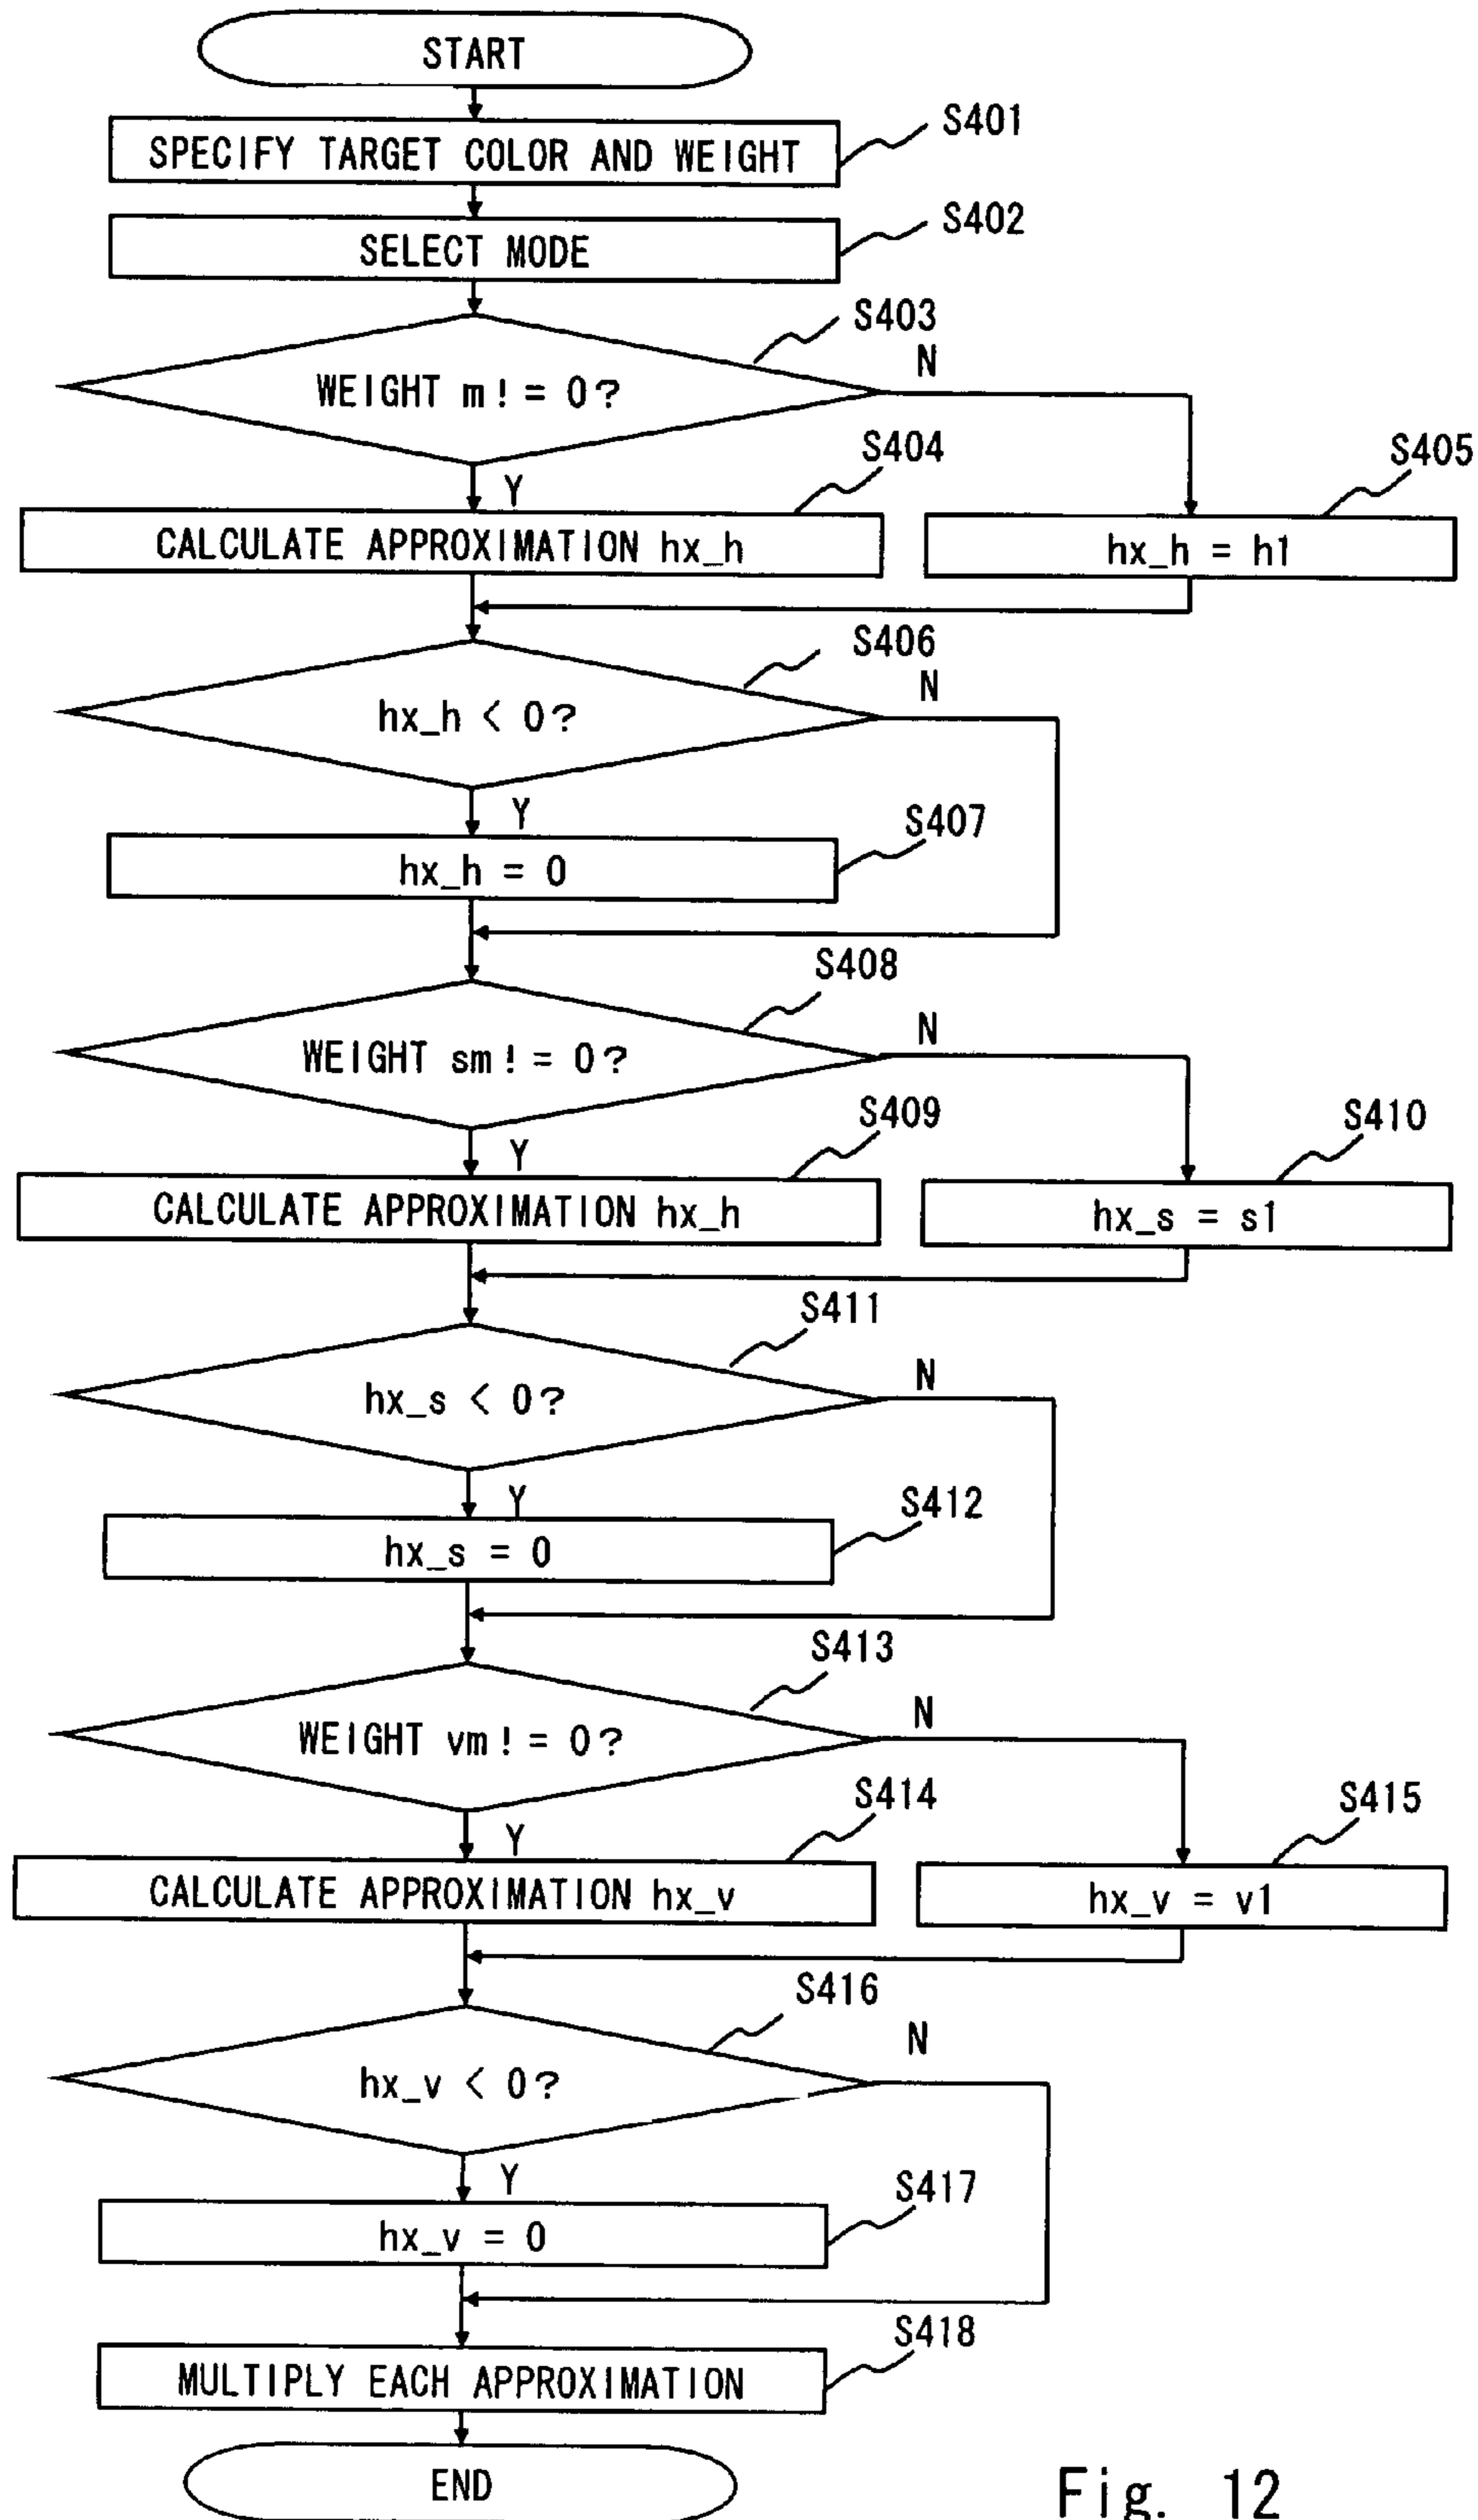 START
SPECIFY TARGET COLOR AND WEIGHT
S401
SELECT MODE
S402
WEIGHT m!= 0?
S403
N
Y
CALCULATE APPROXIMATION hx_h
S404
hx_h = h1
S405
hx_h < 0?
S406
N
Y
hx_h = 0
S407
WEIGHT sm!= 0?
S408
N
Y
CALCULATE APPROXIMATION hx_h
S409
hx_s = s1
S410
hx_s < 0?
S411
N
Y
hx_s = 0
S412
WEIGHT vm!= 0?
S413
N
Y
CALCULATE APPROXIMATION hx_v
S414
hx_v = v1
S415
hx_v < 0?
S416
N
Y
hx_v = 0
S417
MULTIPLY EACH APPROXIMATION
S418
END
Fig. 12